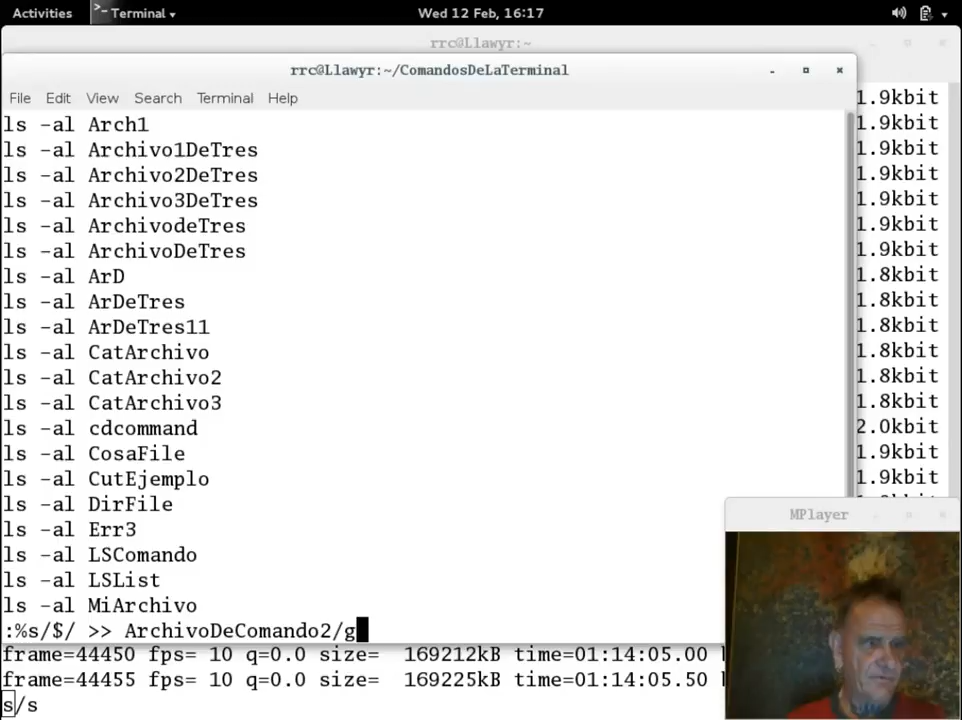 Activities Terminal Wed 12 Feb, 16:17
rrc@Llawyr:~
rrc@Llawyr:~/ComandosDeLaTerminal
File Edit View Search Terminal Help
ls -al Arch1
ls -al Archivo1DeTres
ls -al Archivo2DeTres
ls -al Archivo3DeTres
ls -al ArchivodeTres
ls -al ArchivoDeTres
ls -al ArD
ls -al ArDeTres
ls -al ArDeTres11
ls -al CatArchivo
ls -al CatArchivo2
ls -al CatArchivo3
ls -al cdcommand
ls -al CosaFile
ls -al CutEjemplo
ls -al DirFile
ls -al Err3
ls -al LSComando
ls -al LSList
ls -al MiArchivo
:%s/$/ >> ArchivoDeComando2/g
1.9kbit
1.9kbit
1.9kbit
1.9kbit
1.9kbit
1.9kbit
1.9kbit
1.8kbit
1.8kbit
1.8kbit
1.8kbit
1.8kbit
1.8kbit
2.0kbit
1.9kbit
1.9kbit
MPlayer
frame=44450 fps= 10 q=0.0 size= 169212kB time=01:14:05.00
frame=44455 fps= 10 q=0.0 size= 169225kB time=01:14:05.50
s/s